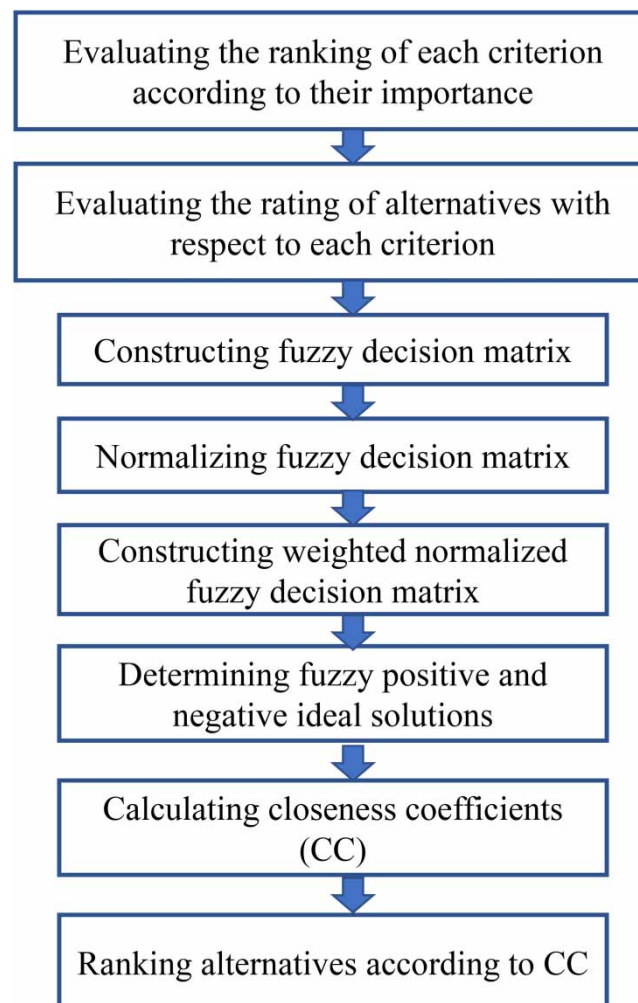 Evaluating the ranking of each criterion
according to their importance
Evaluating the rating of alternatives with
respect to each criterion
Constructing fuzzy decision matrix
Normalizing fuzzy decision matrix
Constructing weighted normalized
fuzzy decision matrix
Determining fuzzy positive and
negative ideal solutions
Calculating closeness coefficients
(CC)
Ranking alternatives according to CC